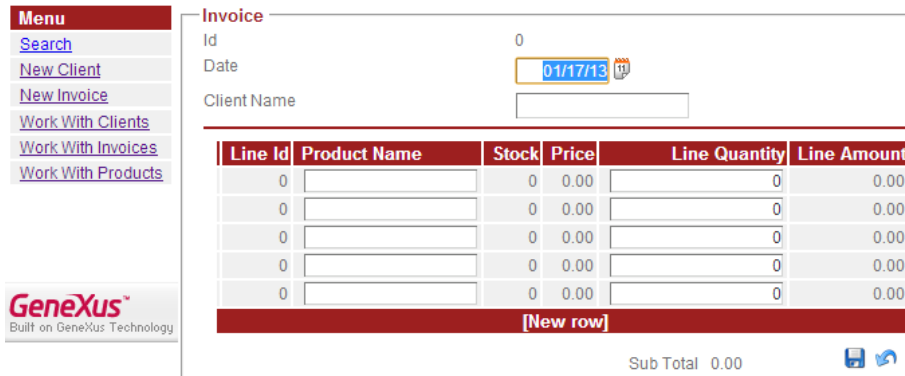 Menu
Search
New Client
New Invoice
Work With Clients
Work With Invoices
Work With Products
GeneXus™
Built on GeneXus Technology
Invoice
Id 0
Date 01/17/13 11
Client Name
Line Id Product Name Stock Price Line Quantity Line Amount
0 0 0.00 0 0.00
0 0 0.00 0 0.00
0 0 0.00 0 0.00
0 0 0.00 0 0.00
0 0 0.00 0 0.00
[New row]
Sub Total 0.00